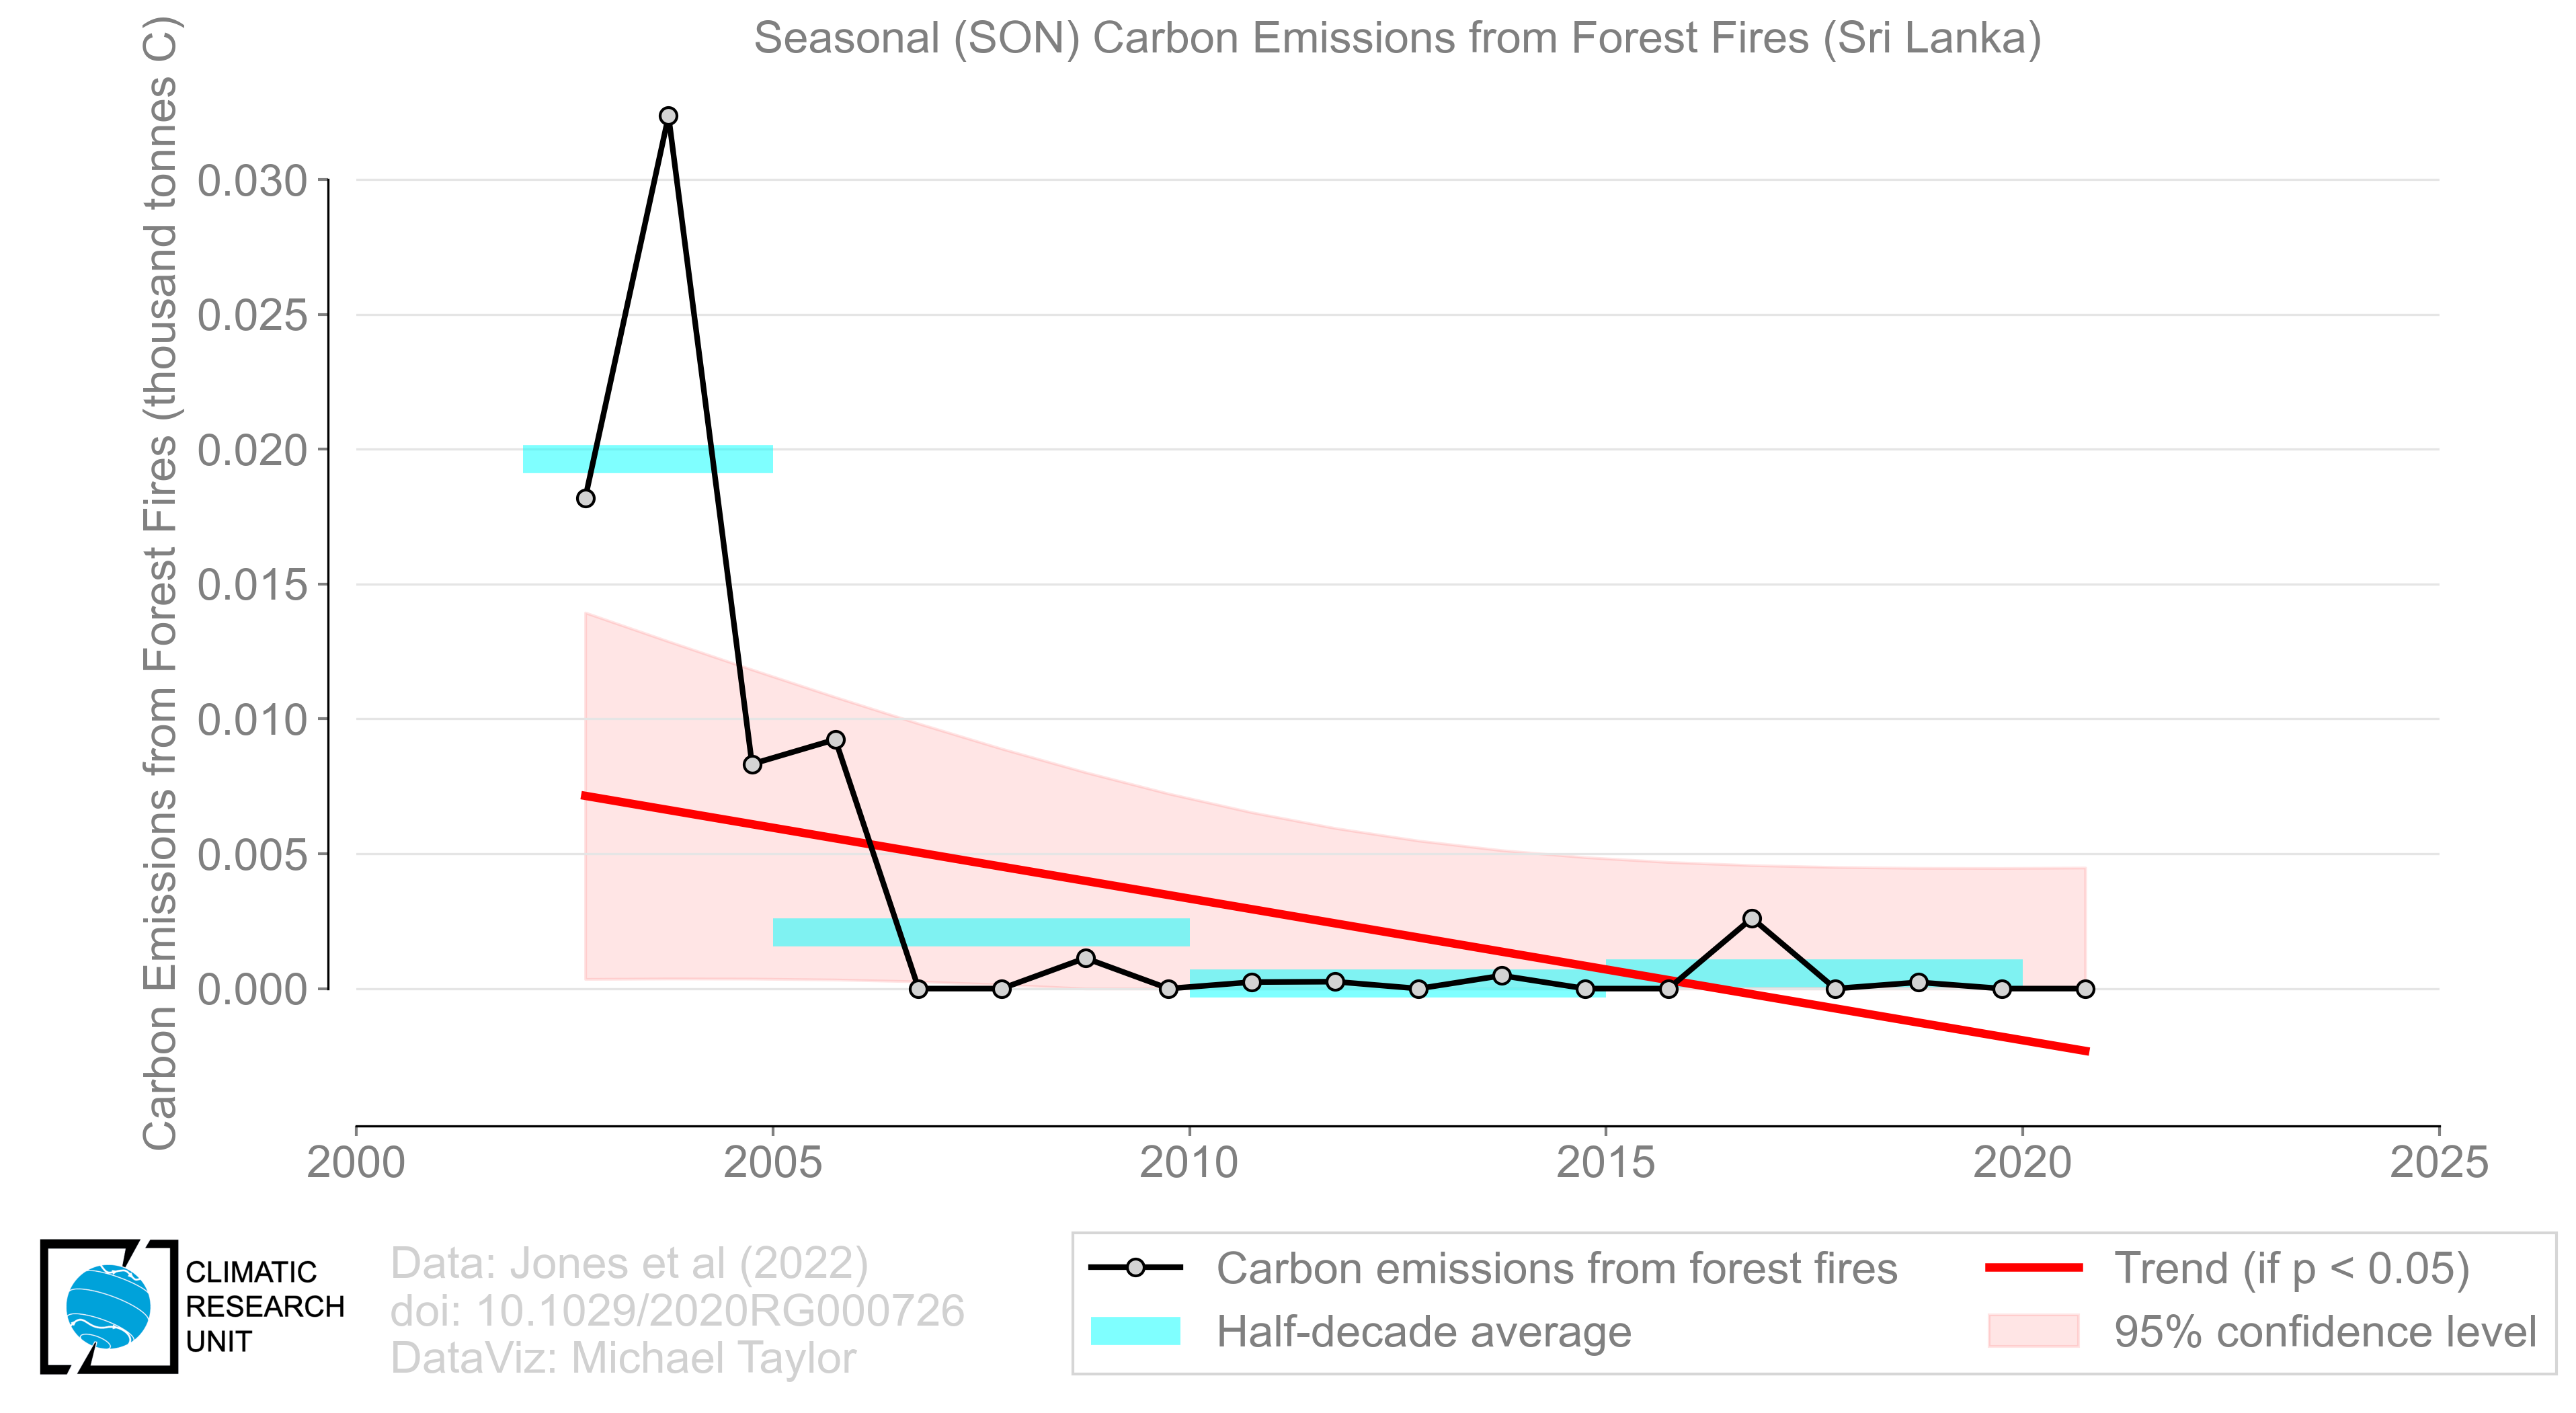 Seasonal (SON) Carbon Emissions from Forest Fires (Sri Lanka)
Carbon Emissions from Forest Fires (thousand tonnes C)
0.030
0.025
0.020
0.015
0.010
0.005
0.000
2000
2005
2010
2015
2020
2025
CLIMATIC
RESEARCH
UNIT
Data: Jones et al (2022)
doi: 10.1029/2020RG000726
DataViz: Michael Taylor
Carbon emissions from forest fires
Half-decade average
Trend (if p < 0.05)
95% confidence level